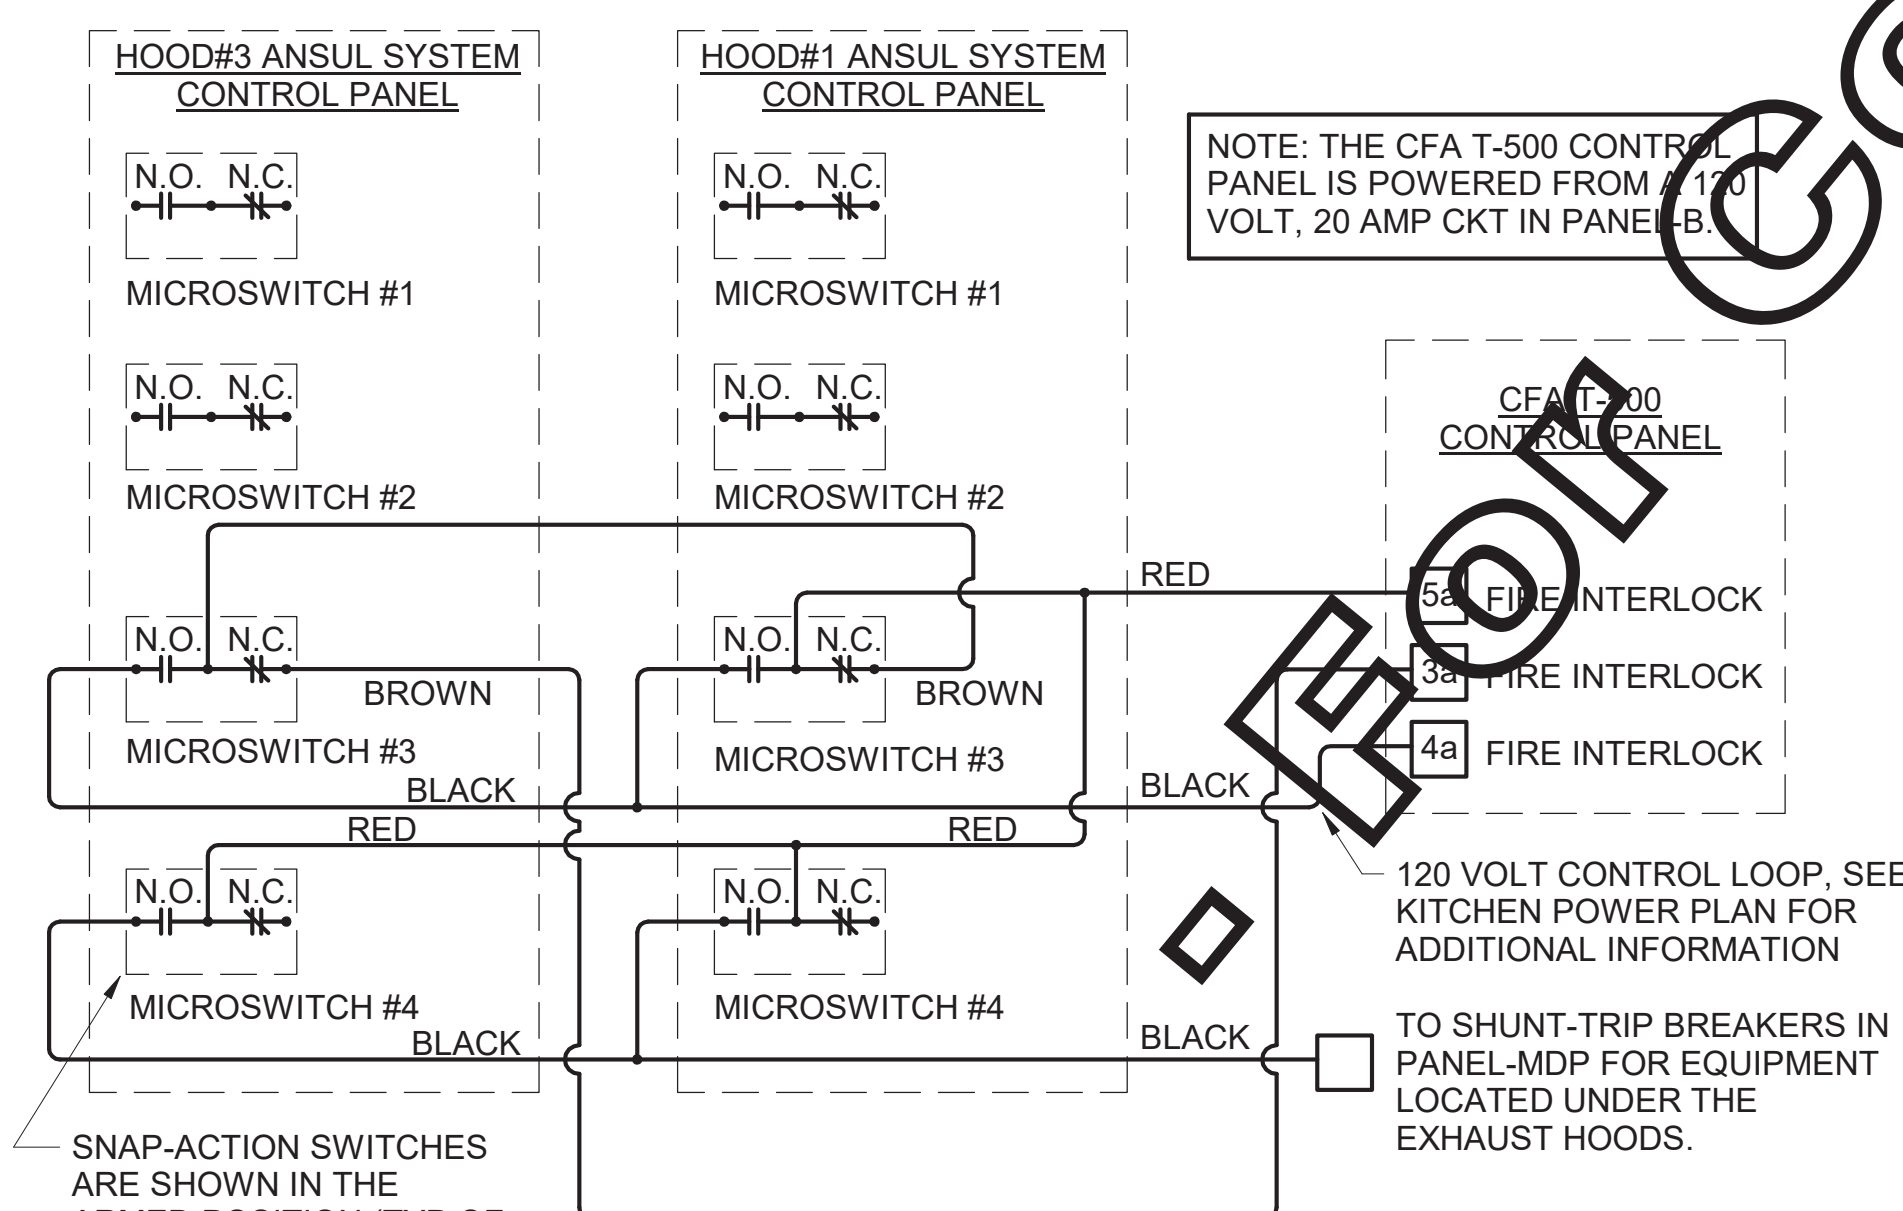 HOOD#3 ANSUL SYSTEM
CONTROL PANEL
N.O. N.C.
MICROSWITCH #1
N.O. N.C.
MICROSWITCH #2
N.O. N.C.
BROWN
MICROSWITCH #3
BLACK
RED
N.O. N.C.
MICROSWITCH #4
BLACK
SNAP-ACTION SWITCHES
ARE SHOWN IN THE
HOOD#1 ANSUL SYSTEM
CONTROL PANEL
N.O. N.C.
MICROSWITCH #1
N.O. N.C.
MICROSWITCH #2
N.O. N.C.
BROWN
MICROSWITCH #3
RED
N.O. N.C.
MICROSWITCH #4
RED
BLACK
BLACK
NOTE: THE CFA T-500 CONTROL
PANEL IS POWERED FROM A 120
VOLT, 20 AMP CKT IN PANEL-B.
CFA T-500
CONTROL PANEL
5a FIRE INTERLOCK
3a FIRE INTERLOCK
4a FIRE INTERLOCK
120 VOLT CONTROL LOOP, SEE
KITCHEN POWER PLAN FOR
ADDITIONAL INFORMATION
TO SHUNT-TRIP BREAKERS IN
PANEL-MDP FOR EQUIPMENT
LOCATED UNDER THE
EXHAUST HOODS.
For